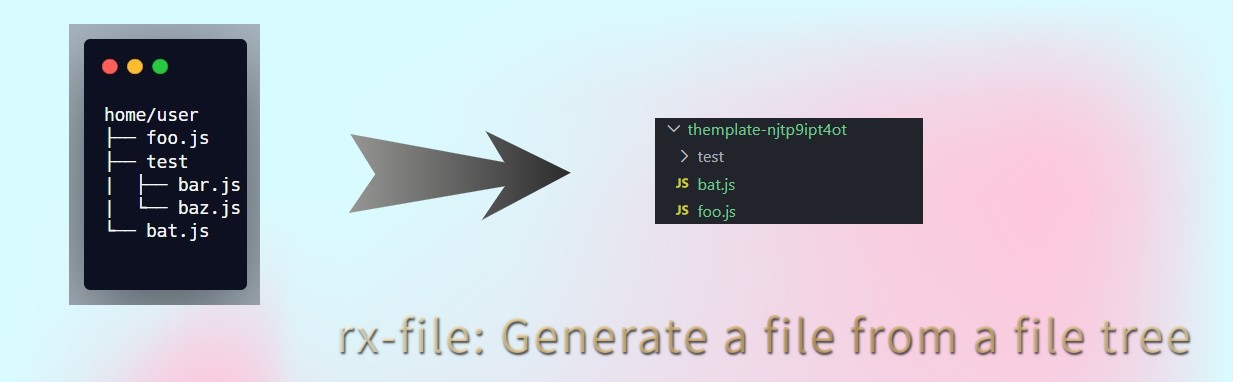 home/user
├── foo.js
├── test
|  ├── bar.js
|  └── baz.js
└── bat.js
themplate-njtp9ipt4ot
test
JS bat.js
JS foo.js
rx-file: Generate a file from a file tree